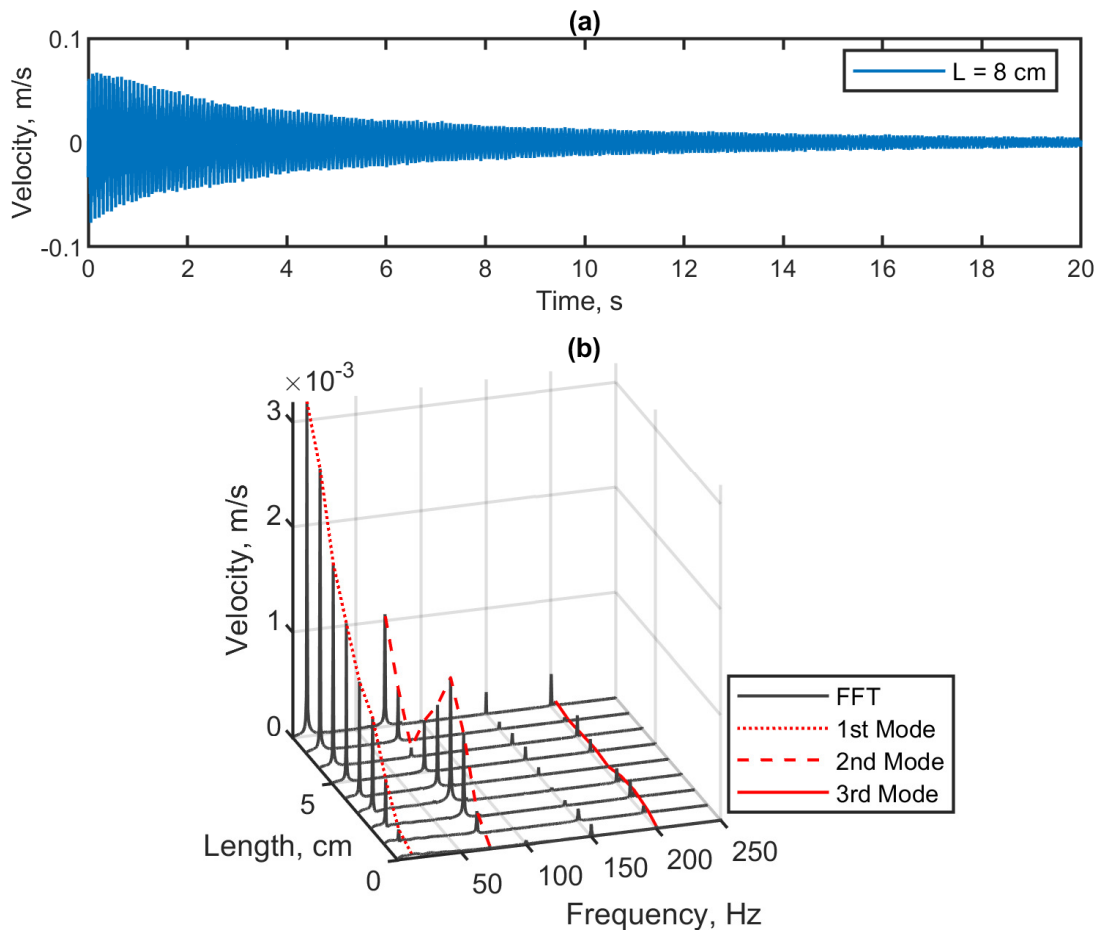 (a)
0.1
0
-0.1
Velocity, m/s
L = 8 cm
0 2 4 6 8 10 12 14 16 18 20
Time, s
(b)
×10⁻³
3
2
1
0
Velocity, m/s
5
0
Length, cm
50 100 150 200 250
Frequency, Hz
FFT
1st Mode
2nd Mode
3rd Mode